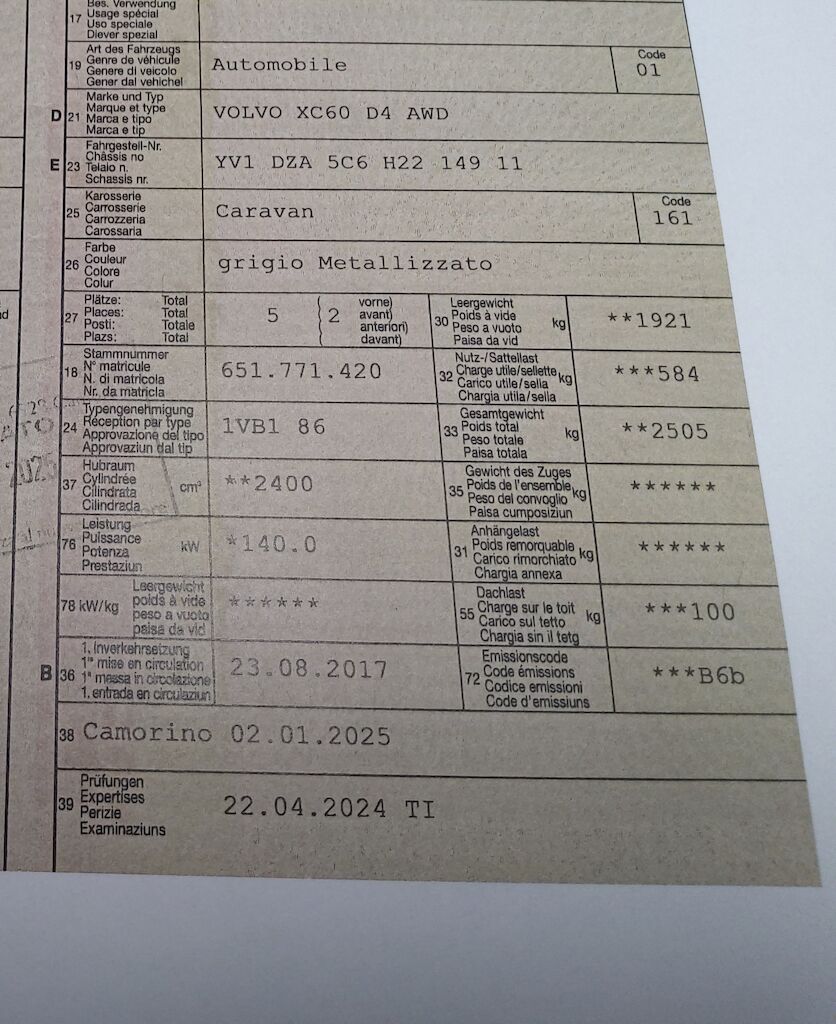 Bes. Verwendung
17 Usage spécial
Uso speciale
Diever spezial
Art des Fahrzeugs
Genre de véhicule
19 Genere di veicolo
Gener dal vehichel
Automobile
Code
01
Marke und Typ
D 21 Marque et type
Marca e tipo
Marca e tip
VOLVO XC60 D4 AWD
Fahrgestell-Nr.
E 23 Châssis no
Telaio n.
Schassis nr.
YV1 DZA 5C6 H22 149 11
Karosserie
25 Carrosserie
Carrozzeria
Carossaria
Caravan
Code
161
Farbe
26 Couleur
Colore
Colur
grigio Metallizzato
27 Plätze: Total
Places: Total
Posti: Totale
Plazs: Total
5 ( 2 vorne)
avant)
anteriori)
davant)
30 Leergewicht
Poids à vide
Peso a vuoto kg
Paisa da vid
**1921
18 Stammnummer
N° matricule
N. di matricola
Nr. da matricla
651.771.420
32 Nutz-/Sattellast
Charge utile/sellette kg
Carico utile/sella
Chargia utila/sella
***584
24 Typengenehmigung
Réception par type
Approvazione del tipo
Approvaziun dal tip
1VB1 86
33 Gesamtgewicht
Poids total kg
Peso totale
Paisa totala
**2505
37 Hubraum
Cylindrée cm³
Cilindrata
Cilindrada
**2400
35 Gewicht des Zuges
Poids de l'ensemble kg
Peso del convoglio
Paisa cumposiziun
******
76 Leistung
Puissance kW
Potenza
Prestaziun
*140.0
31 Anhängelast
Poids remorquable kg
Carico rimorchiato
Chargia annexa
******
78 kW/kg Leergewicht
poids à vide
peso a vuoto
paisa da vid
******
55 Dachlast
Charge sur le toit kg
Carico sul tetto
Chargia sin il tetg
***100
B 36 1. Inverkehrsetzung
1re mise en circulation
1a messa in circolazione
1. entrada en circulaziun
23.08.2017
72 Emissionscode
Code émissions
Codice emissioni
Code d'emissiuns
***B6b
38 Camorino 02.01.2025
39 Prüfungen
Expertises
Perizie
Examinaziuns
22.04.2024 TI